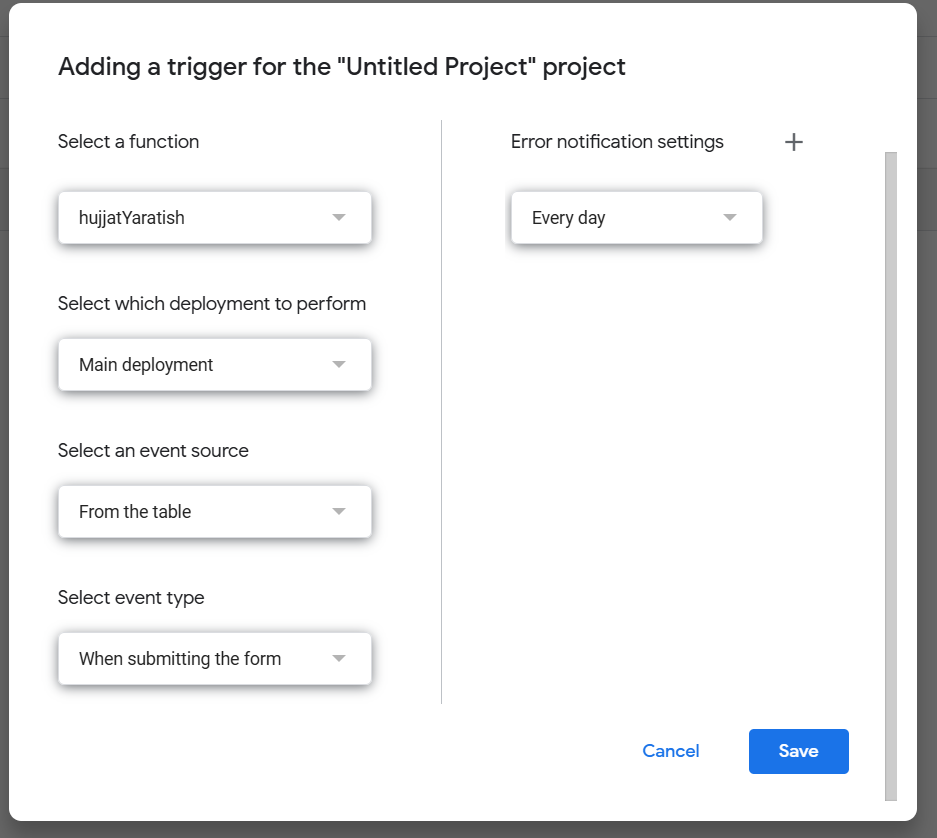 Adding a trigger for the "Untitled Project" project
Select a function
hujjatYaratish
Select which deployment to perform
Main deployment
Select an event source
From the table
Select event type
When submitting the form
Error notification settings
Every day
Cancel
Save